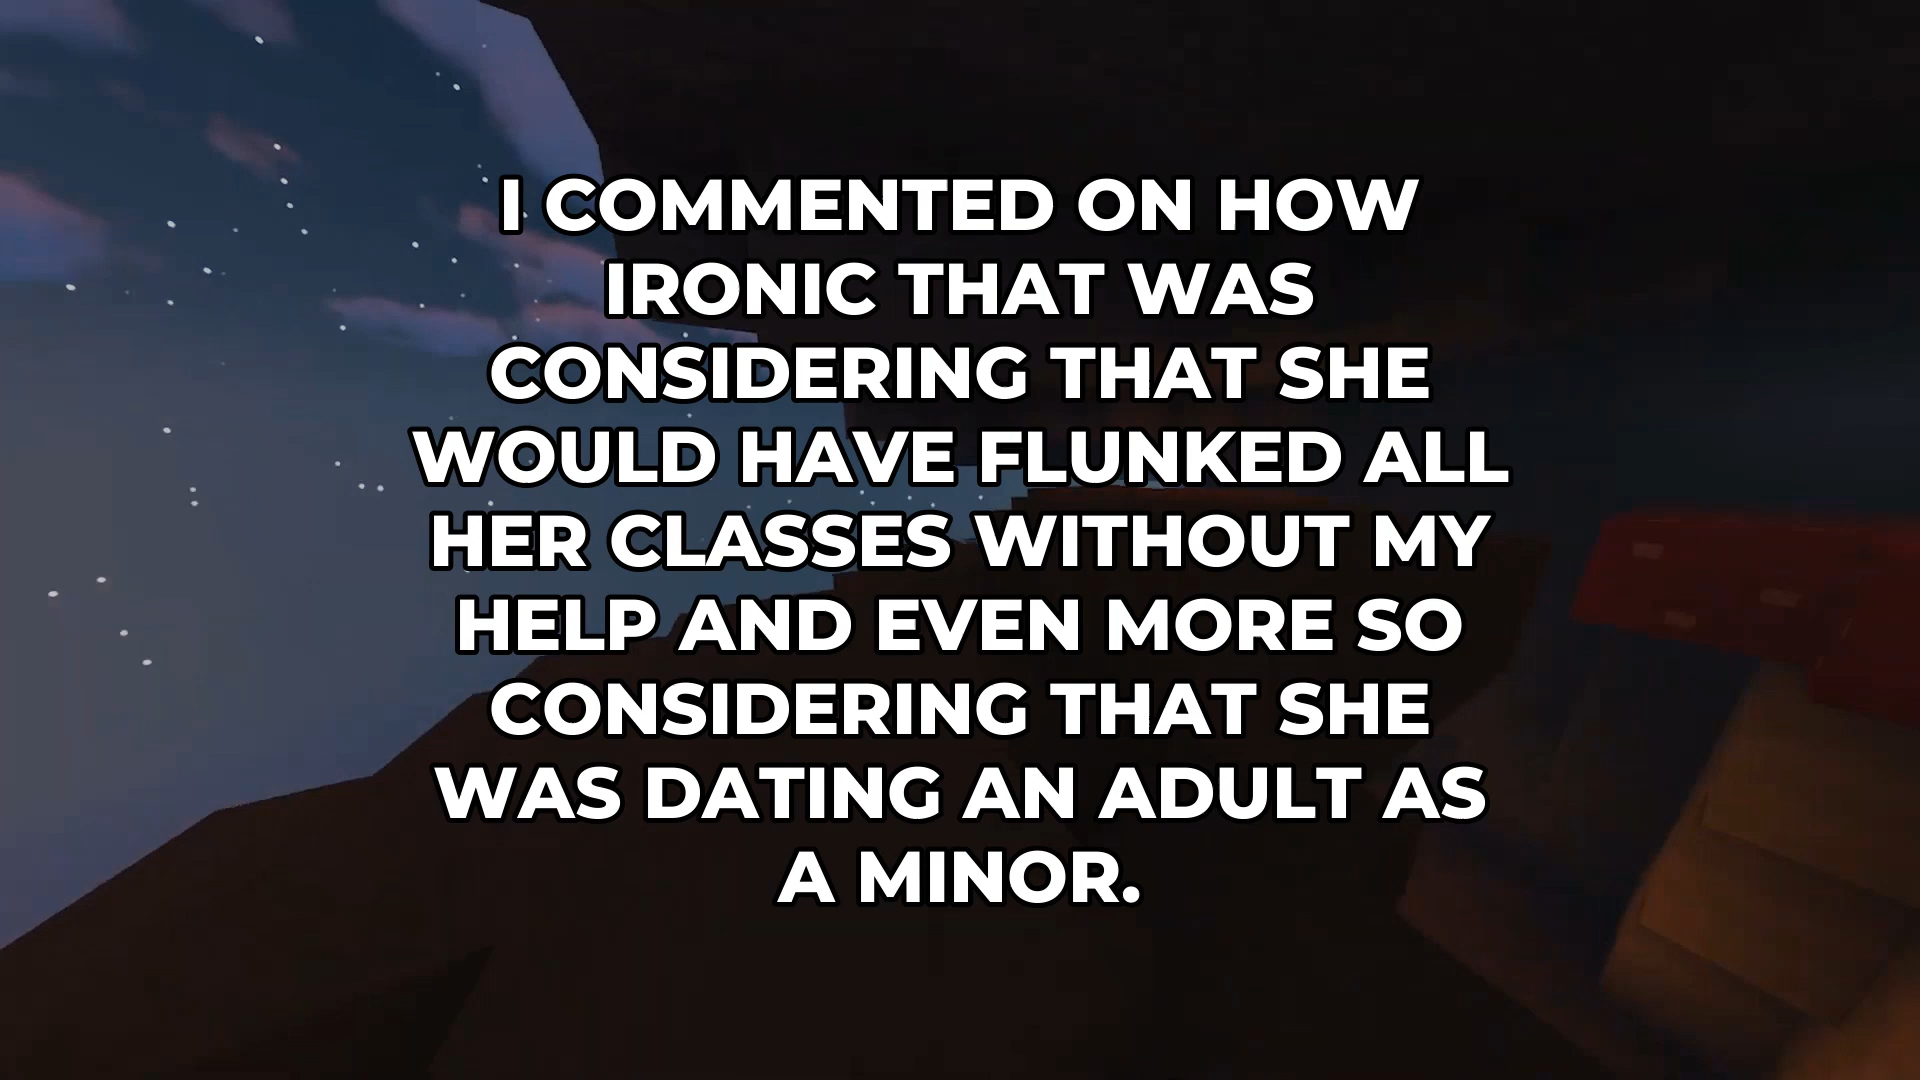 I COMMENTED ON HOW
IRONIC THAT WAS
CONSIDERING THAT SHE
WOULD HAVE FLUNKED ALL
HER CLASSES WITHOUT MY
HELP AND EVEN MORE SO
CONSIDERING THAT SHE
WAS DATING AN ADULT AS
A MINOR.